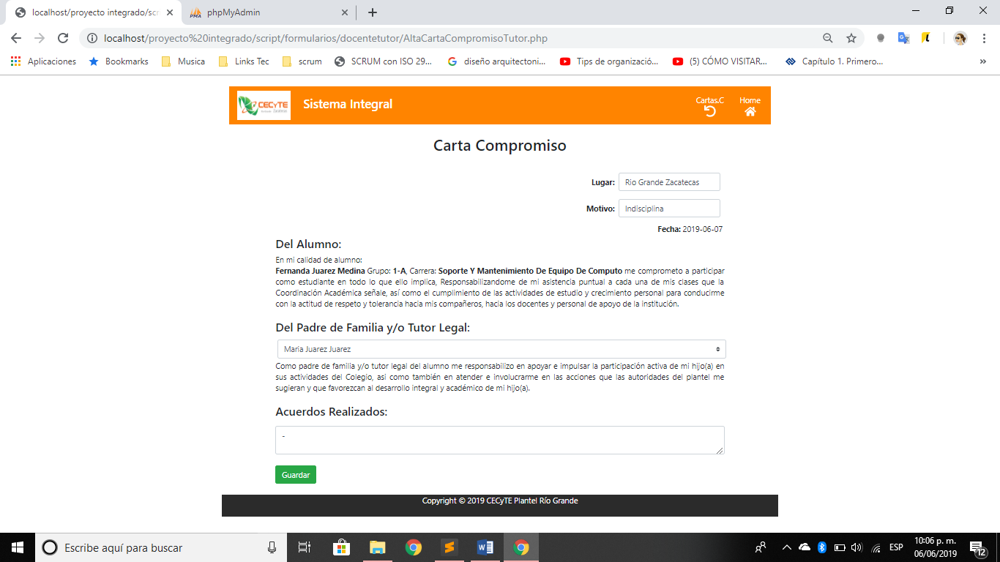 localhost/proyecto integrado/scr
phpMyAdmin
localhost/proyecto%20integrado/script/formularios/docentetutor/AltaCartaCompromisoTutor.php
Aplicaciones Bookmarks Musica Links Tec scrum SCRUM con ISO 29... diseño arquitectoni... Tips de organizació... (5) CÓMO VISITAR... Capítulo 1. Primero... »
CECYTE
Sistema Integral
Cartas.C
Home
Carta Compromiso
Lugar: Rio Grande Zacatecas
Motivo: Indisciplina
Fecha: 2019-06-07
Del Alumno:
En mi calidad de alumno:
Fernanda Juarez Medina Grupo: 1-A, Carrera: Soporte Y Mantenimiento De Equipo De Computo me comprometo a participar
como estudiante en todo lo que ello implica, Responsabilizandome de mi asistencia puntual a cada una de mis clases que la
Coordinación Académica señale, así como el cumplimiento de las actividades de estudio y crecimiento personal para conducirme
con la actitud de respeto y tolerancia hacia mis compañeros, hacia los docentes y personal de apoyo de la institución.
Del Padre de Familia y/o Tutor Legal:
Maria Juarez Juarez
Como padre de familia y/o tutor legal del alumno me responsabilizo en apoyar e impulsar la participación activa de mi hijo(a) en
sus actividades del Colegio, asi como también en atender e involucrarme en las acciones que las autoridades del plantel me
sugieran y que favorezcan al desarrollo integral y académico de mi hijo(a).
Acuerdos Realizados:
-
Guardar
Copyright © 2019 CECyTE Plantel Río Grande
Escribe aquí para buscar
ESP
10:06 p. m.
06/06/2019
12